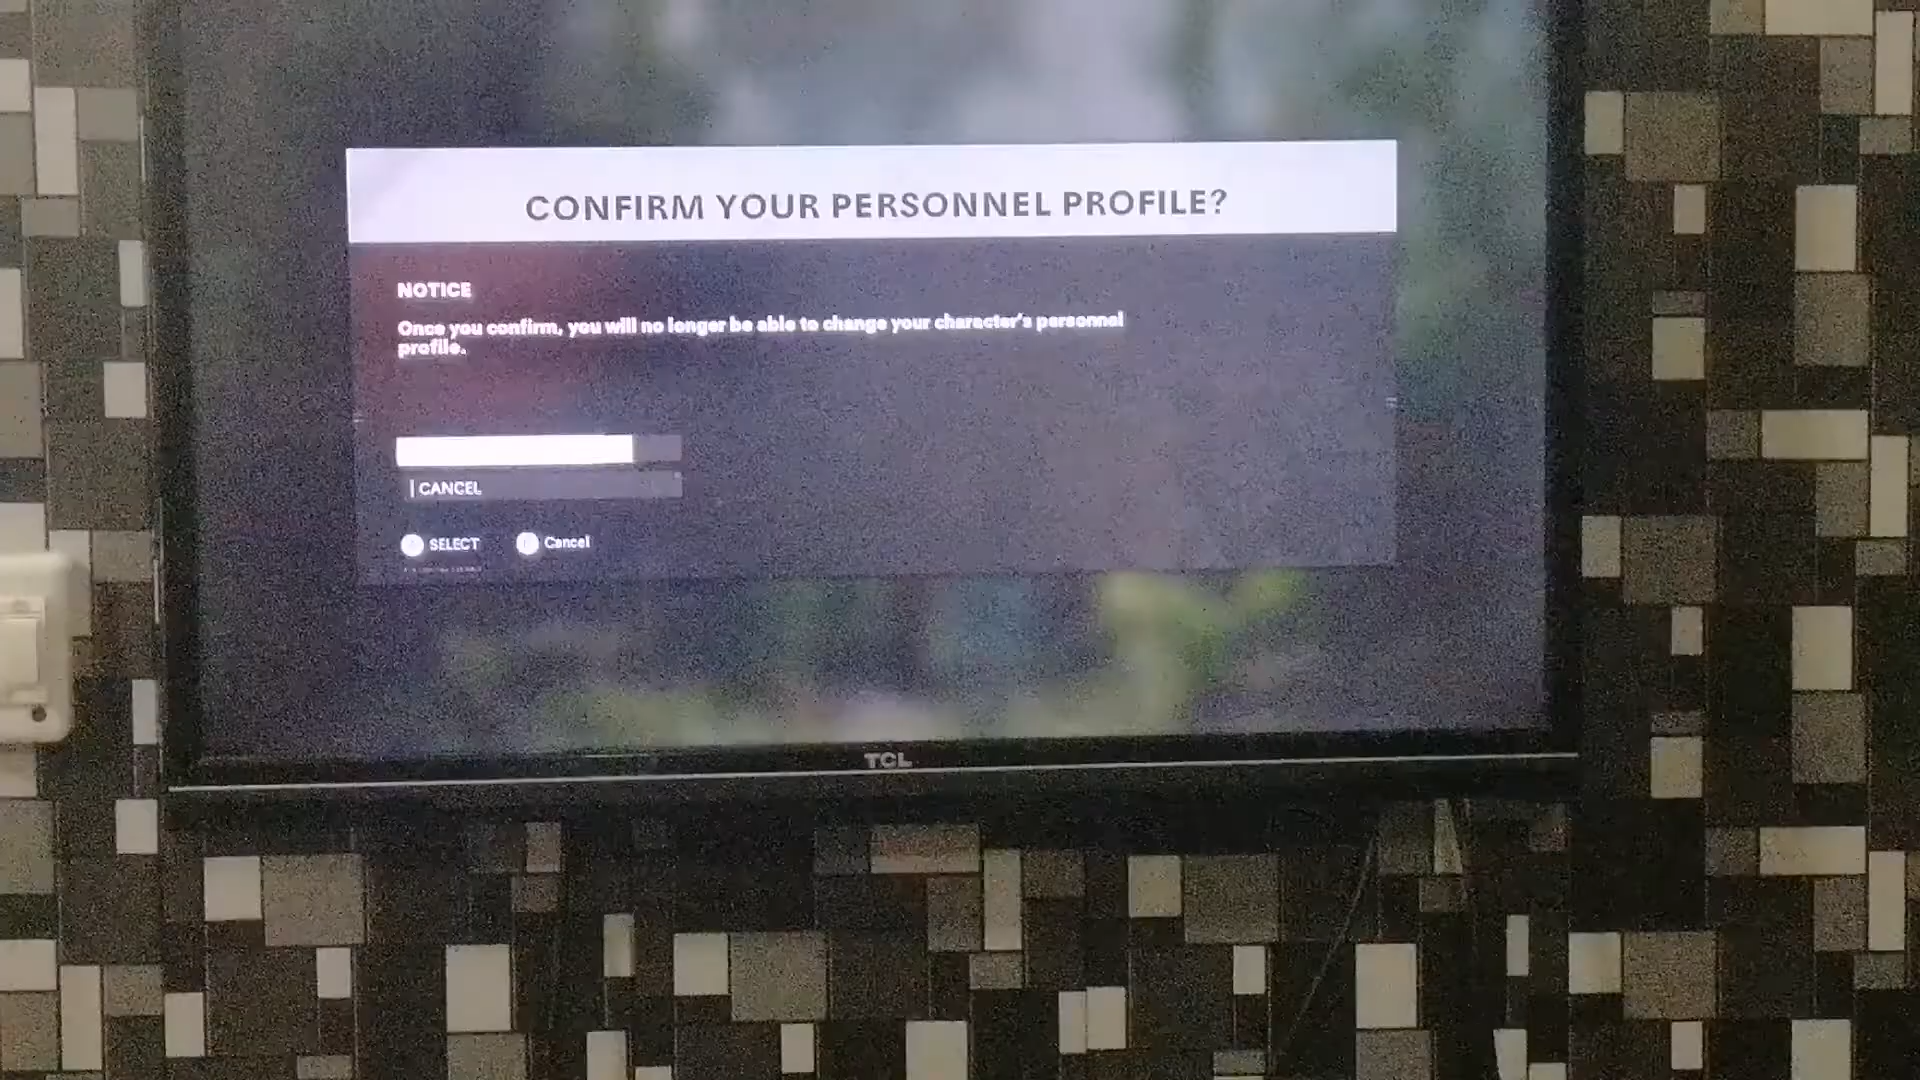 CONFIRM YOUR PERSONNEL PROFILE?
NOTICE
Once you confirm, you will no longer be able to change your character's personnel
profile.
CANCEL
SELECT Cancel
TCL